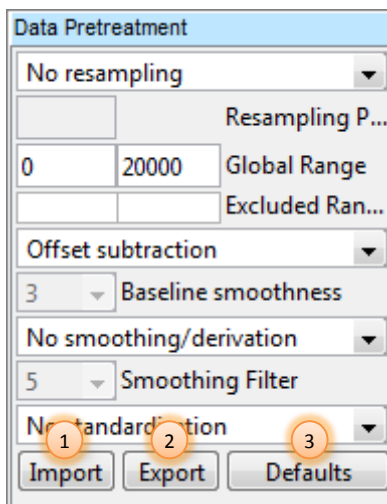 Data Pretreatment
No resampling
Resampling P...
0 20000 Global Range
Excluded Ran...
Offset subtraction
3 Baseline smoothness
No smoothing/derivation
5 Smoothing Filter
No standardization
1 2 3
Import Export Defaults